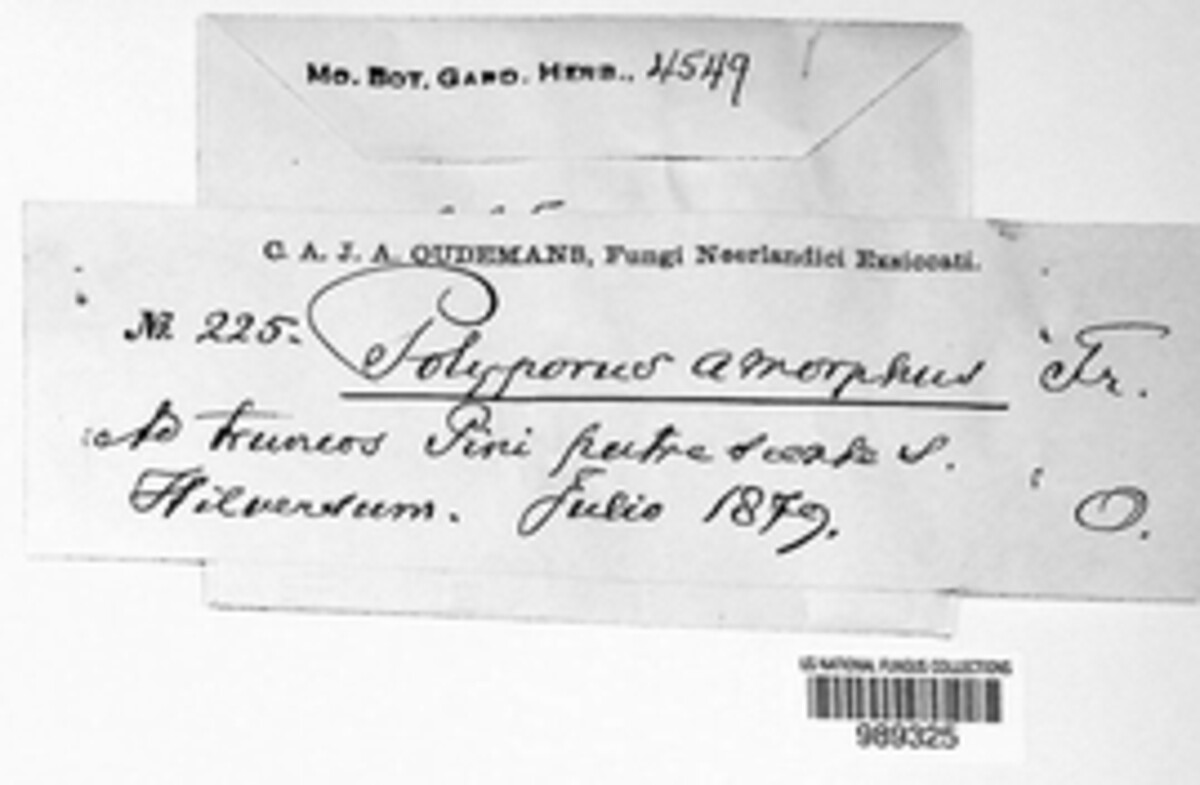 Mo. Bot. Gard. Herb., 4549
C. A. J. A. OUDEMANS, Fungi Neerlandici Exsiccati.
No. 225. Polyporus amorphus Fr.
Ad truncos Pini putrescentes.
Hilversum. Julio 1879. O.
US NATIONAL FUNGUS COLLECTIONS
989325